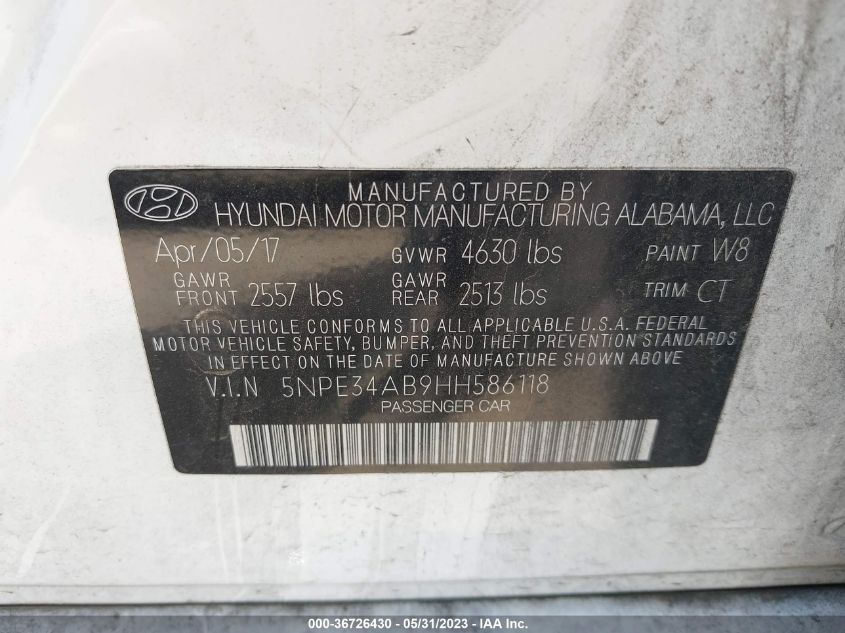 MANUFACTURED BY
HYUNDAI MOTOR MANUFACTURING ALABAMA, LLC
Apr/05/17 GVWR 4630 lbs PAINT W8
GAWR FRONT 2557 lbs GAWR REAR 2513 lbs TRIM CT
THIS VEHICLE CONFORMS TO ALL APPLICABLE U.S.A. FEDERAL
MOTOR VEHICLE SAFETY, BUMPER, AND THEFT PREVENTION STANDARDS
IN EFFECT ON THE DATE OF MANUFACTURE SHOWN ABOVE
V.I.N 5NPE34AB9HH586118
PASSENGER CAR
000-36726430 - 05/31/2023 - © IAA Inc.